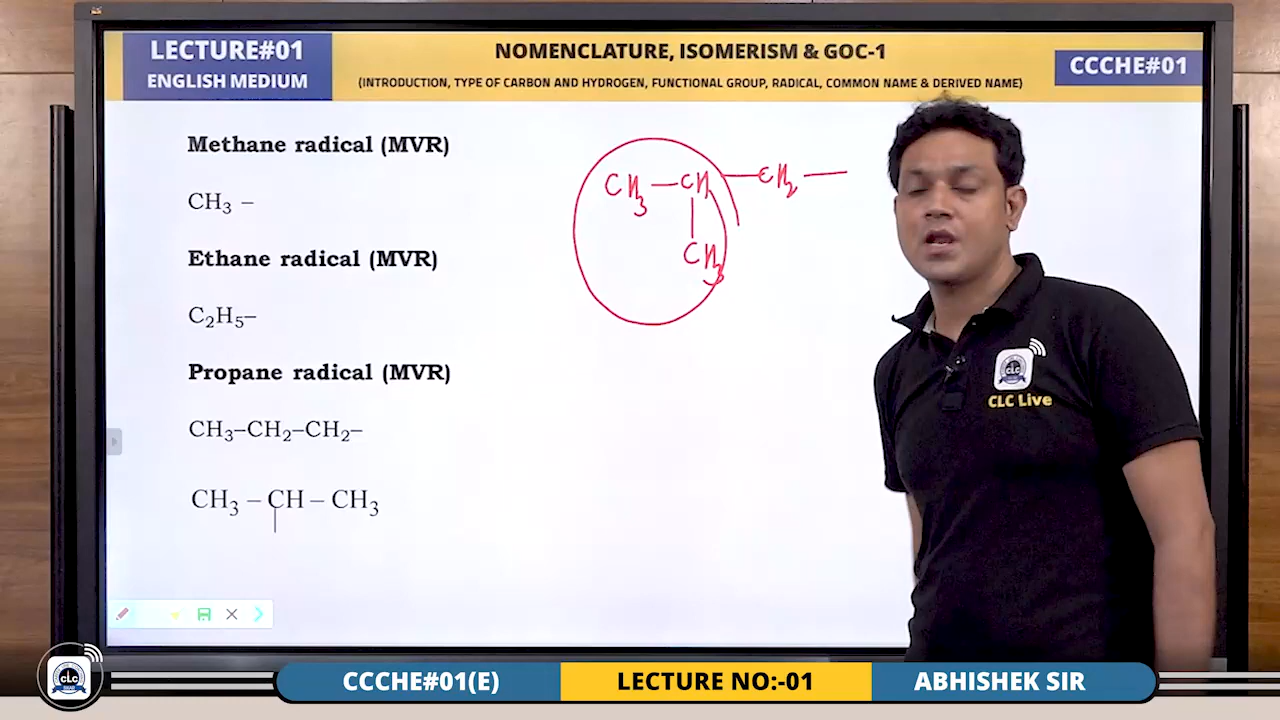 LECTURE#01
ENGLISH MEDIUM
NOMENCLATURE, ISOMERISM & GOC-1
(INTRODUCTION, TYPE OF CARBON AND HYDROGEN, FUNCTIONAL GROUP, RADICAL, COMMON NAME & DERIVED NAME)
CCCHE#01
Methane radical (MVR)
CH₃ –
Ethane radical (MVR)
C₂H₅–
Propane radical (MVR)
CH₃–CH₂–CH₂–
CH₃ – CH – CH₃
|
CH₃ — CH — CH₂ —
|
CH₃
CLC
CLC Live
CLC
CCCHE#01(E)
LECTURE NO:-01
ABHISHEK SIR